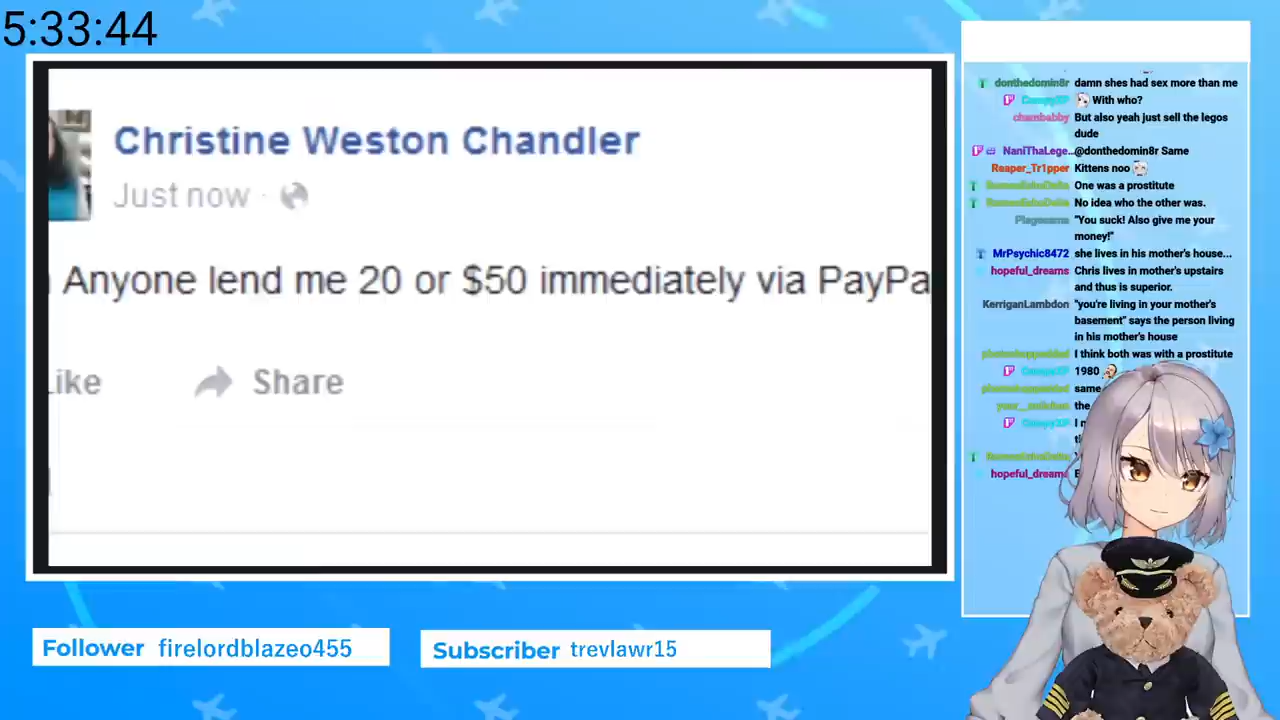 5:33:44
Christine Weston Chandler
Just now
Anyone lend me 20 or $50 immediately via PayPa
ike
Share
donthedomin8r damn shes had sex more than me
CampyXP With who?
chambabby But also yeah just sell the legos
dude
NaniThaLege... @donthedomin8r Same
Reaper_Tr1pper Kittens noo
One was a prostitute
No idea who the other was.
Plagueama "You suck! Also give me your
money!"
MrPsychic8472 she lives in his mother's house...
hopeful_dreams Chris lives in mother's upstairs
and thus is superior.
KerriganLambdon "you're living in your mother's
basement" says the person living
in his mother's house
I think both was with a prostitute
CampyXP 1980
same
the
CampyXP I
hopeful_dreams
Follower firelordblazeo455
Subscriber trevlawr15